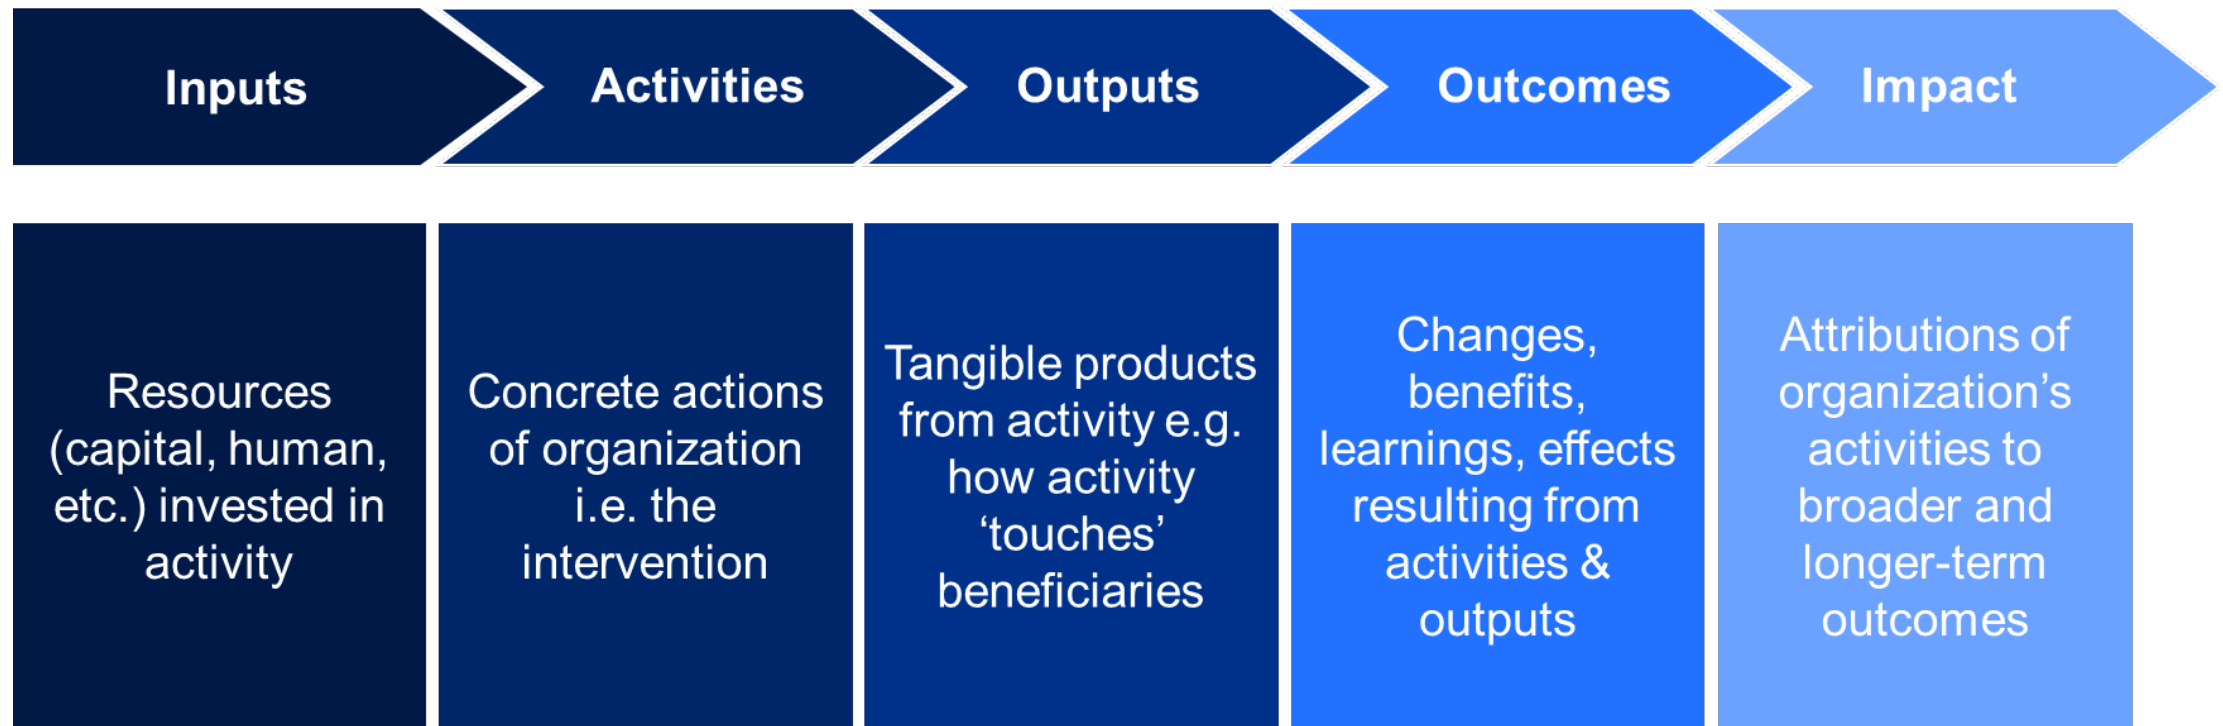 Inputs
Activities
Outputs
Outcomes
Impact
Resources
(capital, human,
etc.) invested in
activity
Concrete actions
of organization
i.e. the
intervention
Tangible products
from activity e.g.
how activity
‘touches’
beneficiaries
Changes,
benefits,
learnings, effects
resulting from
activities &
outputs
Attributions of
organization’s
activities to
broader and
longer-term
outcomes